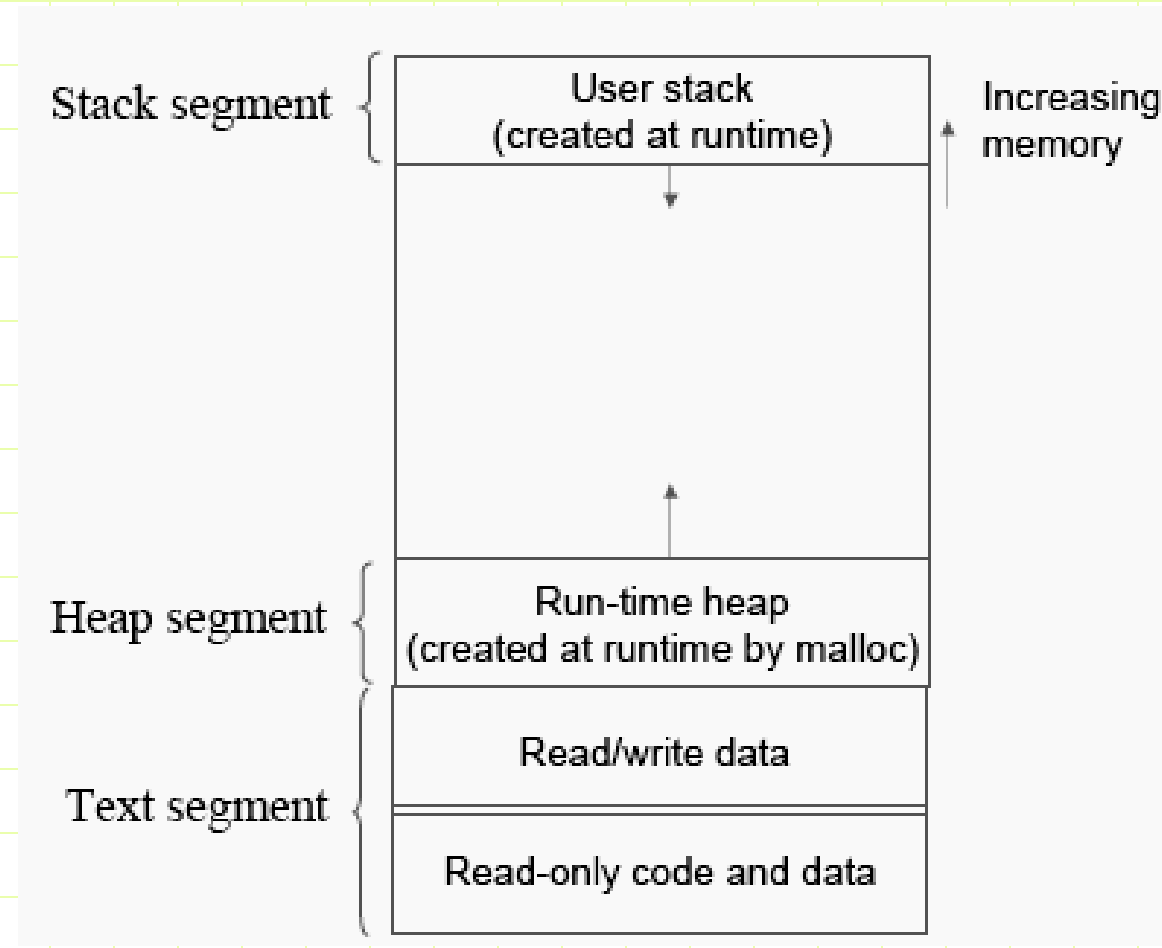 Stack segment
User stack
(created at runtime)
Increasing
memory
Heap segment
Run-time heap
(created at runtime by malloc)
Text segment
Read/write data
Read-only code and data